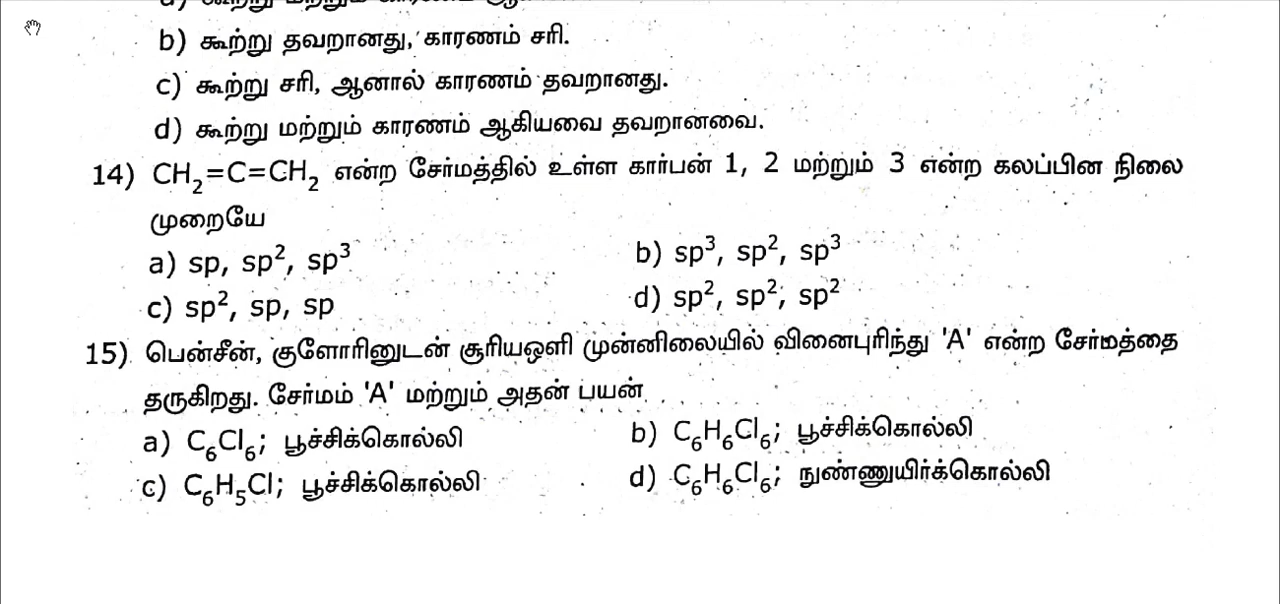 b) கூற்று தவறானது, காரணம் சரி.
c) கூற்று சரி, ஆனால் காரணம் தவறானது.
d) கூற்று மற்றும் காரணம் ஆகியவை தவறானவை.
14) CH₂=C=CH₂ என்ற சேர்மத்தில் உள்ள கார்பன் 1, 2 மற்றும் 3 என்ற கலப்பின நிலை
முறையே
a) sp, sp², sp³ b) sp³, sp², sp³
c) sp², sp, sp d) sp², sp², sp²
15) பென்சீன், குளோரினுடன் சூரியஒளி முன்னிலையில் வினைபுரிந்து 'A' என்ற சேர்மத்தை
தருகிறது. சேர்மம் 'A' மற்றும் அதன் பயன்
a) C₆Cl₆; பூச்சிக்கொல்லி b) C₆H₆Cl₆; பூச்சிக்கொல்லி
c) C₆H₅Cl; பூச்சிக்கொல்லி d) C₆H₆Cl₆; நுண்ணுயிர்க்கொல்லி